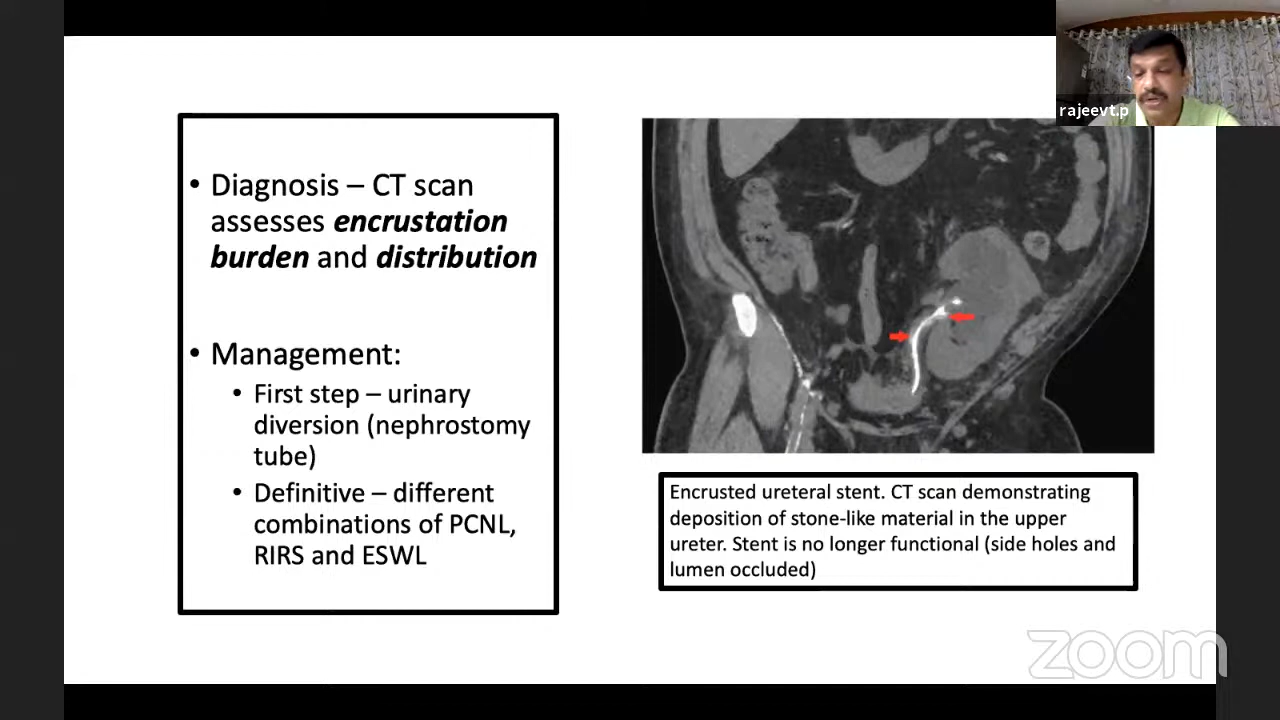 rajeevt.p
• Diagnosis – CT scan
assesses encrustation
burden and distribution
• Management:
• First step – urinary
diversion (nephrostomy
tube)
• Definitive – different
combinations of PCNL,
RIRS and ESWL
Encrusted ureteral stent. CT scan demonstrating
deposition of stone-like material in the upper
ureter. Stent is no longer functional (side holes and
lumen occluded)
zoom